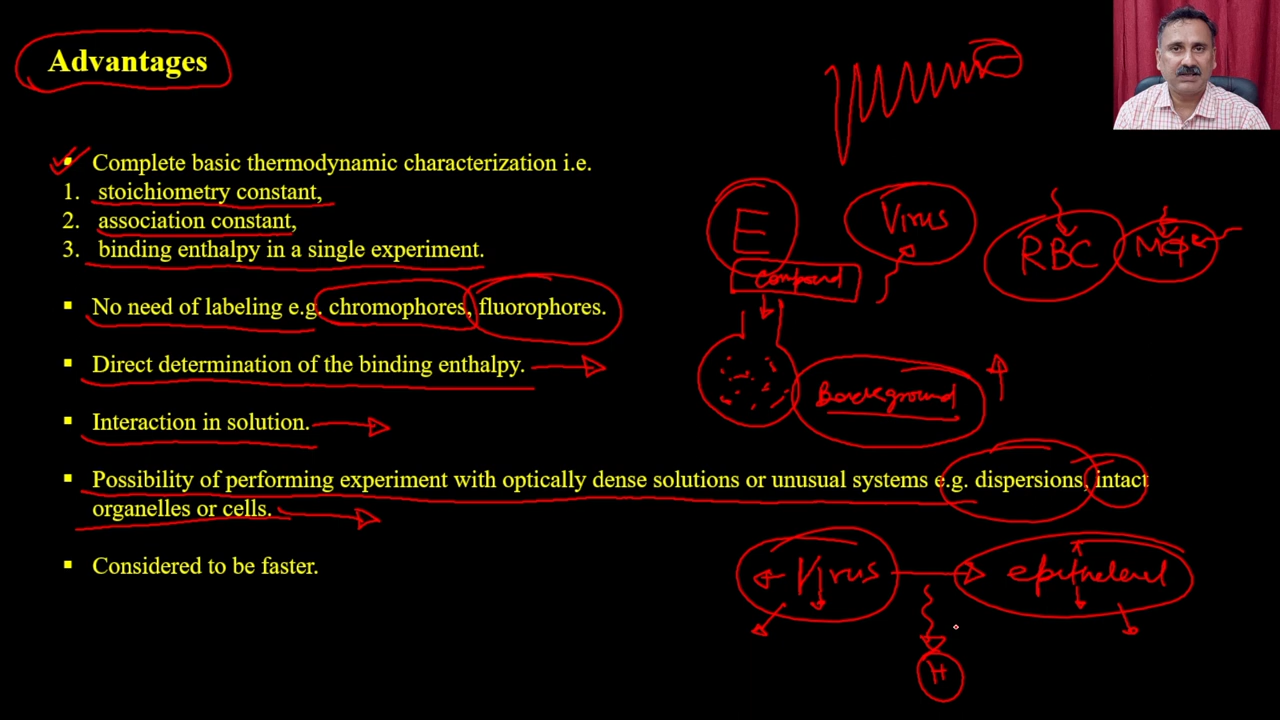 Advantages
▪ Complete basic thermodynamic characterization i.e.
1. stoichiometry constant,
2. association constant,
3. binding enthalpy in a single experiment.
▪ No need of labeling e.g. chromophores, fluorophores.
▪ Direct determination of the binding enthalpy.
▪ Interaction in solution.
▪ Possibility of performing experiment with optically dense solutions or unusual systems e.g. dispersions, intact
organelles or cells.
▪ Considered to be faster.
E
Compound
Virus
RBC
MΦ
Background
Virus
epithelial
H